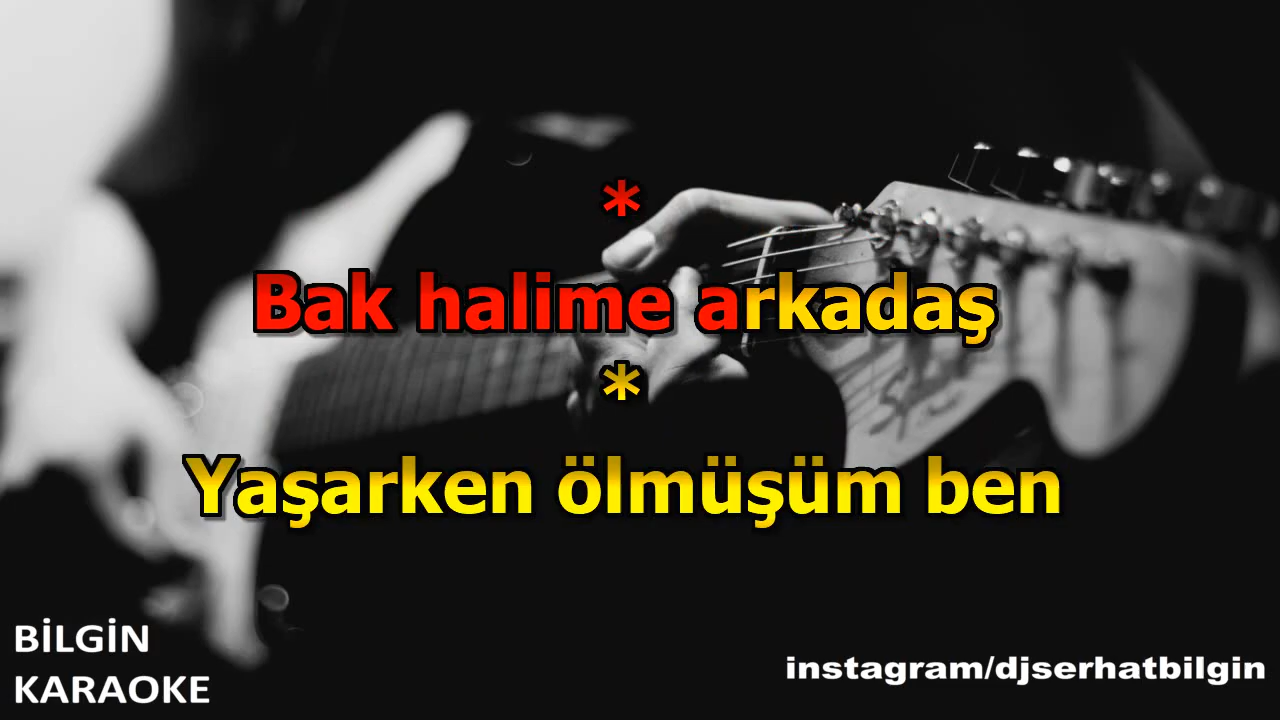 *
Bak halime arkadaş
*
Yaşarken ölmüşüm ben
BİLGİN
KARAOKE
instagram/djserhatbilgin